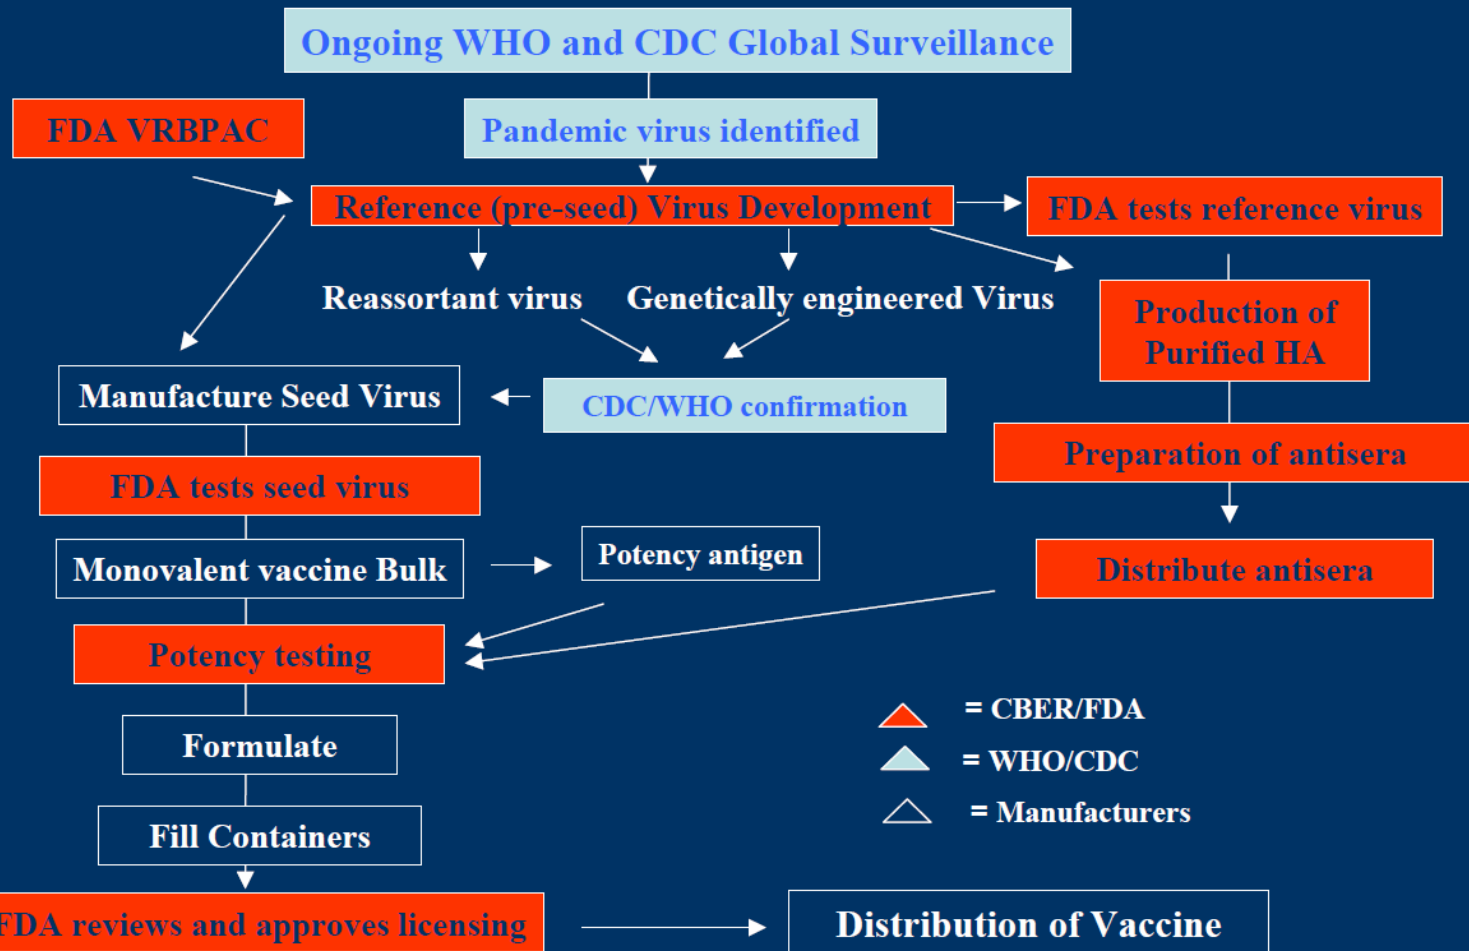 Ongoing WHO and CDC Global Surveillance
FDA VRBPAC
Pandemic virus identified
Reference (pre-seed) Virus Development
FDA tests reference virus
Reassortant virus
Genetically engineered Virus
Production of
Purified HA
Manufacture Seed Virus
CDC/WHO confirmation
Preparation of antisera
FDA tests seed virus
Monovalent vaccine Bulk
Potency antigen
Distribute antisera
Potency testing
= CBER/FDA
Formulate
= WHO/CDC
= Manufacturers
Fill Containers
FDA reviews and approves licensing
Distribution of Vaccine